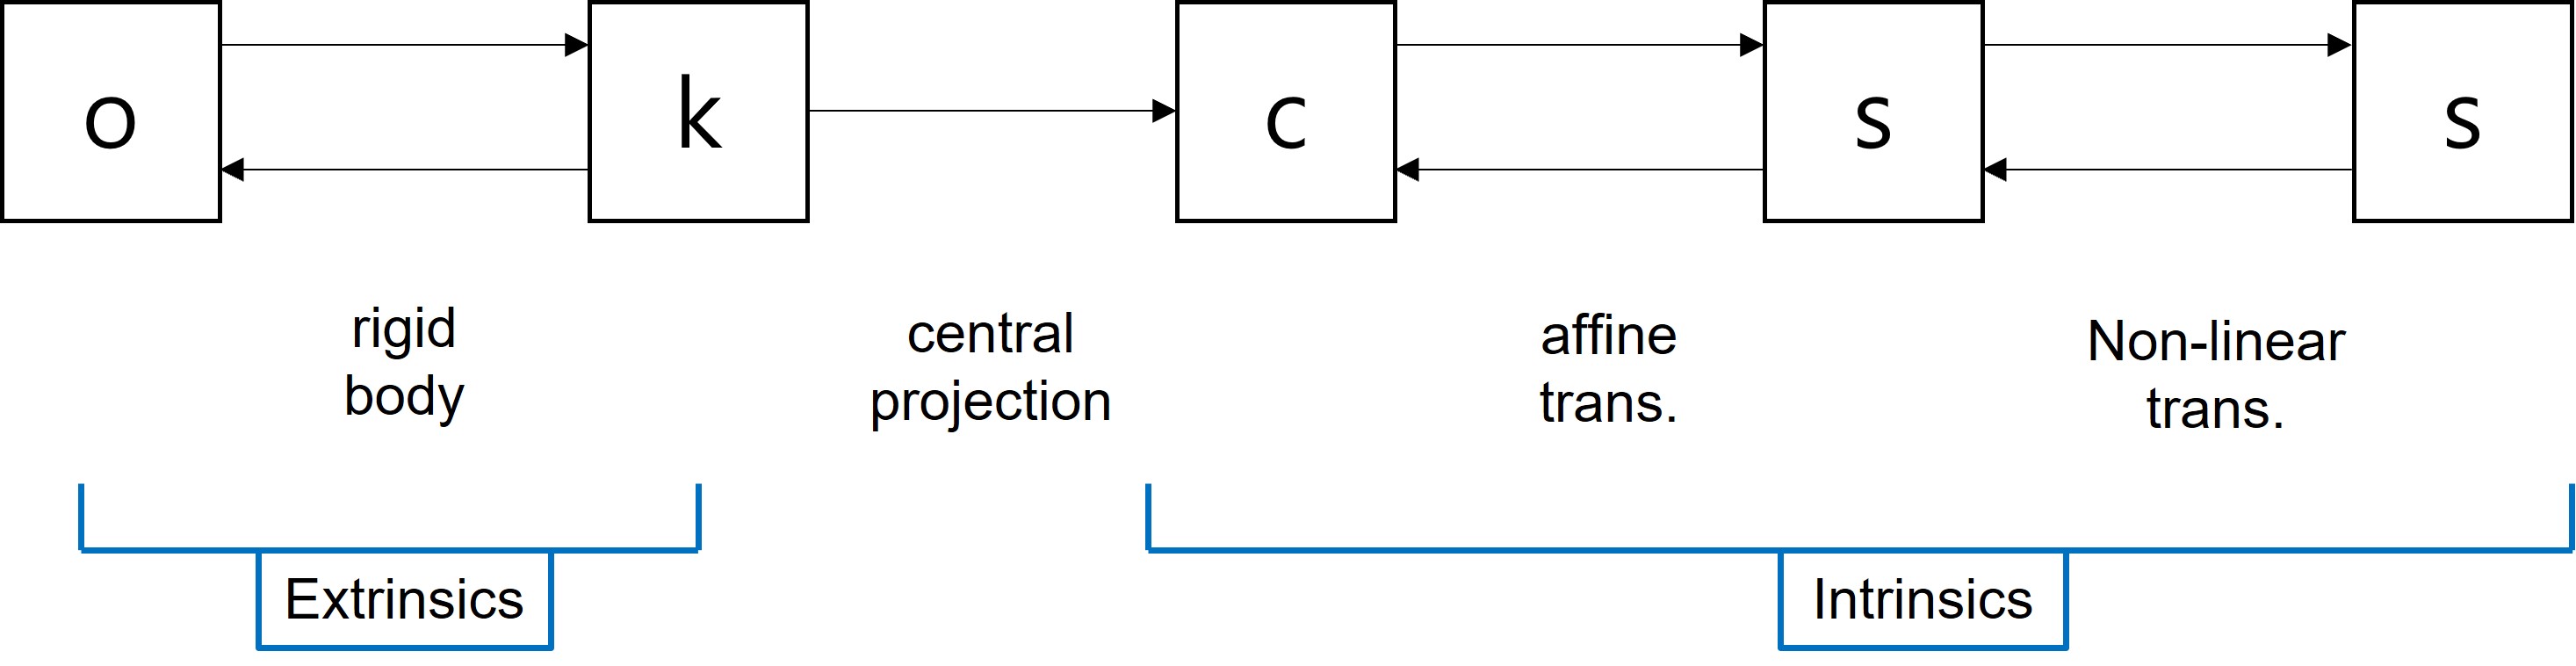 o k c s s
rigid
body
central
projection
affine
trans.
Non-linear
trans.
Extrinsics
Intrinsics